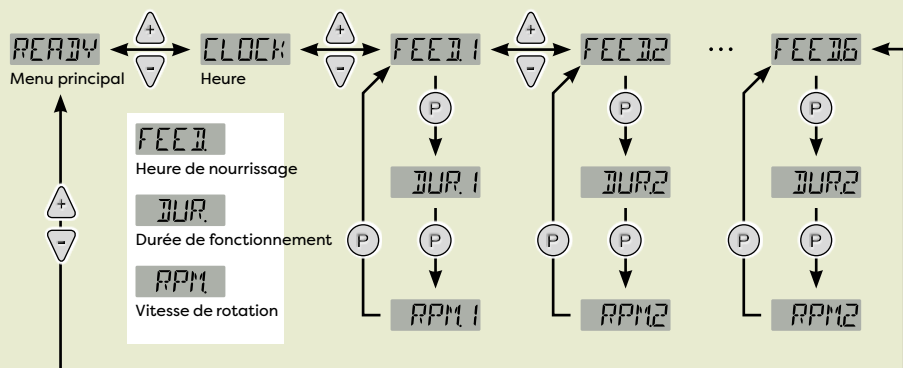 + + +
READY CLOCK FEED.1 FEED.2 ... FEED.6
- - -
Menu principal Heure
P P P
FEED.
Heure de nourrissage
DUR.1 DUR.2 DUR.2
+
DUR.
-
Durée de fonctionnement P P P P P P
RPM.
Vitesse de rotation RPM.1 RPM.2 RPM.2